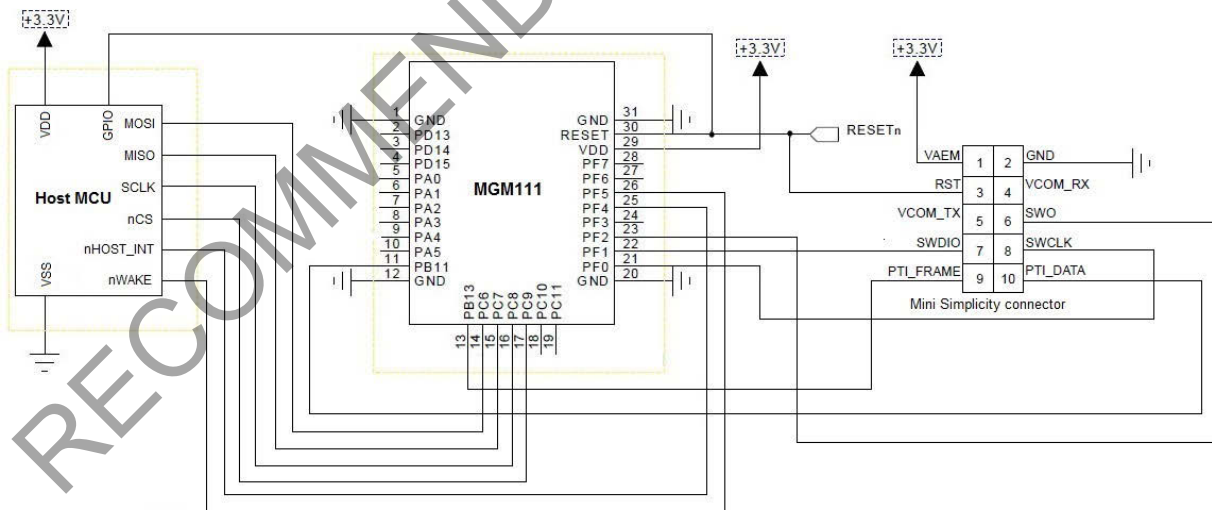 +3.3V
Host MCU
VDD
GPIO
MOSI
MISO
SCLK
nCS
nHOST_INT
nWAKE
VSS
MGM111
1 GND
2 PD13
3 PD14
4 PD15
5 PA0
6 PA1
7 PA2
8 PA3
9 PA4
10 PA5
11 PB11
12 GND
13 PB13
14 PC6
15 PC7
16 PC8
17 PC9
18 PC10
19 PC11
GND 31
RESET 30
VDD 29
PF7 28
PF6 27
PF5 26
PF4 25
PF3 24
PF2 23
PF1 22
PF0 21
GND 20
+3.3V
RESETn
+3.3V
VAEM 1 2 GND
RST 3 4 VCOM_RX
VCOM_TX 5 6 SWO
SWDIO 7 8 SWCLK
PTI_FRAME 9 10 PTI_DATA
Mini Simplicity connector
RECOMMEND